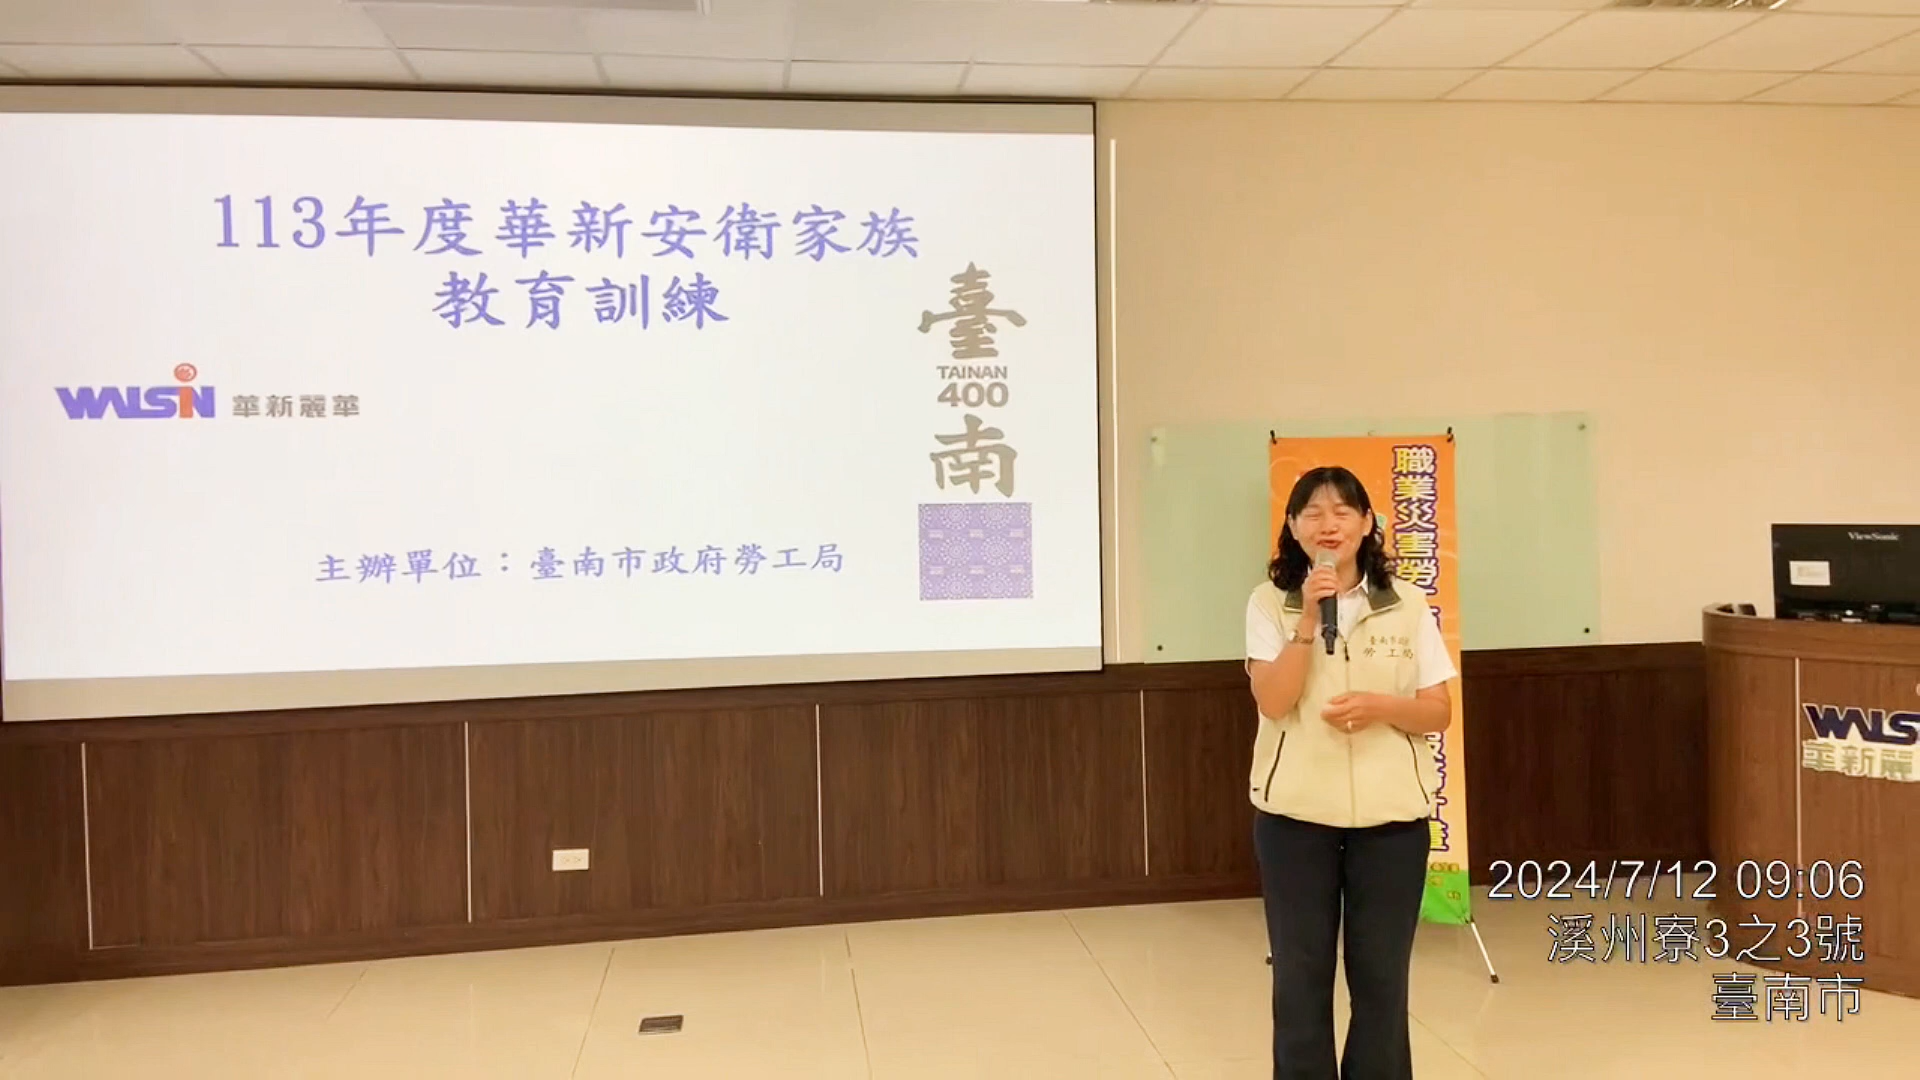 113年度華新安衛家族
教育訓練
WALSIN 華新麗華
臺
TAINAN
400
南
主辦單位：臺南市政府勞工局
職業災害勞工
臺南市政府
勞工局
ViewSonic
WALS
華新麗
2024/7/12 09:06
溪州寮3之3號
臺南市